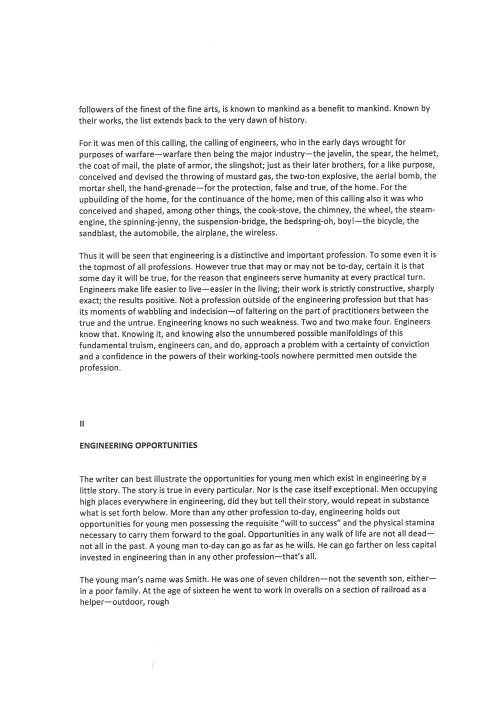 followers of the finest of the fine arts, is known to mankind as a benefit to mankind. Known by
their works, the list extends back to the very dawn of history.
For it was men of this calling, the calling of engineers, who in the early days wrought for
purposes of warfare—warfare then being the major industry—the javelin, the spear, the helmet,
the coat of mail, the plate of armor, the slingshot; just as their later brothers, for a like purpose,
conceived and devised the throwing of mustard gas, the two-ton explosive, the aerial bomb, the
mortar shell, the hand-grenade—for the protection, false and true, of the home. For the
upbuilding of the home, for the continuance of the home, men of this calling also it was who
conceived and shaped, among other things, the cook-stove, the chimney, the wheel, the steam-
engine, the spinning-jenny, the suspension-bridge, the bedspring-oh, boy!—the bicycle, the
sandblast, the automobile, the airplane, the wireless.
Thus it will be seen that engineering is a distinctive and important profession. To some even it is
the topmost of all professions. However true that may or may not be to-day, certain it is that
some day it will be true, for the reason that engineers serve humanity at every practical turn.
Engineers make life easier to live—easier in the living; their work is strictly constructive, sharply
exact; the results positive. Not a profession outside of the engineering profession but that has
its moments of wabbling and indecision—of faltering on the part of practitioners between the
true and the untrue. Engineering knows no such weakness. Two and two make four. Engineers
know that. Knowing it, and knowing also the unnumbered possible manifoldings of this
fundamental truism, engineers can, and do, approach a problem with a certainty of conviction
and a confidence in the powers of their working-tools nowhere permitted men outside the
profession.
II
ENGINEERING OPPORTUNITIES
The writer can best illustrate the opportunities for young men which exist in engineering by a
little story. The story is true in every particular. Nor is the case itself exceptional. Men occupying
high places everywhere in engineering, did they but tell their story, would repeat in substance
what is set forth below. More than any other profession to-day, engineering holds out
opportunities for young men possessing the requisite “will to success” and the physical stamina
necessary to carry them forward to the goal. Opportunities in any walk of life are not all dead—
not all in the past. A young man to-day can go as far as he wills. He can go farther on less capital
invested in engineering than in any other profession—that’s all.
The young man’s name was Smith. He was one of seven children—not the seventh son, either—
in a poor family. At the age of sixteen he went to work in overalls on a section of railroad as a
helper—outdoor, rough